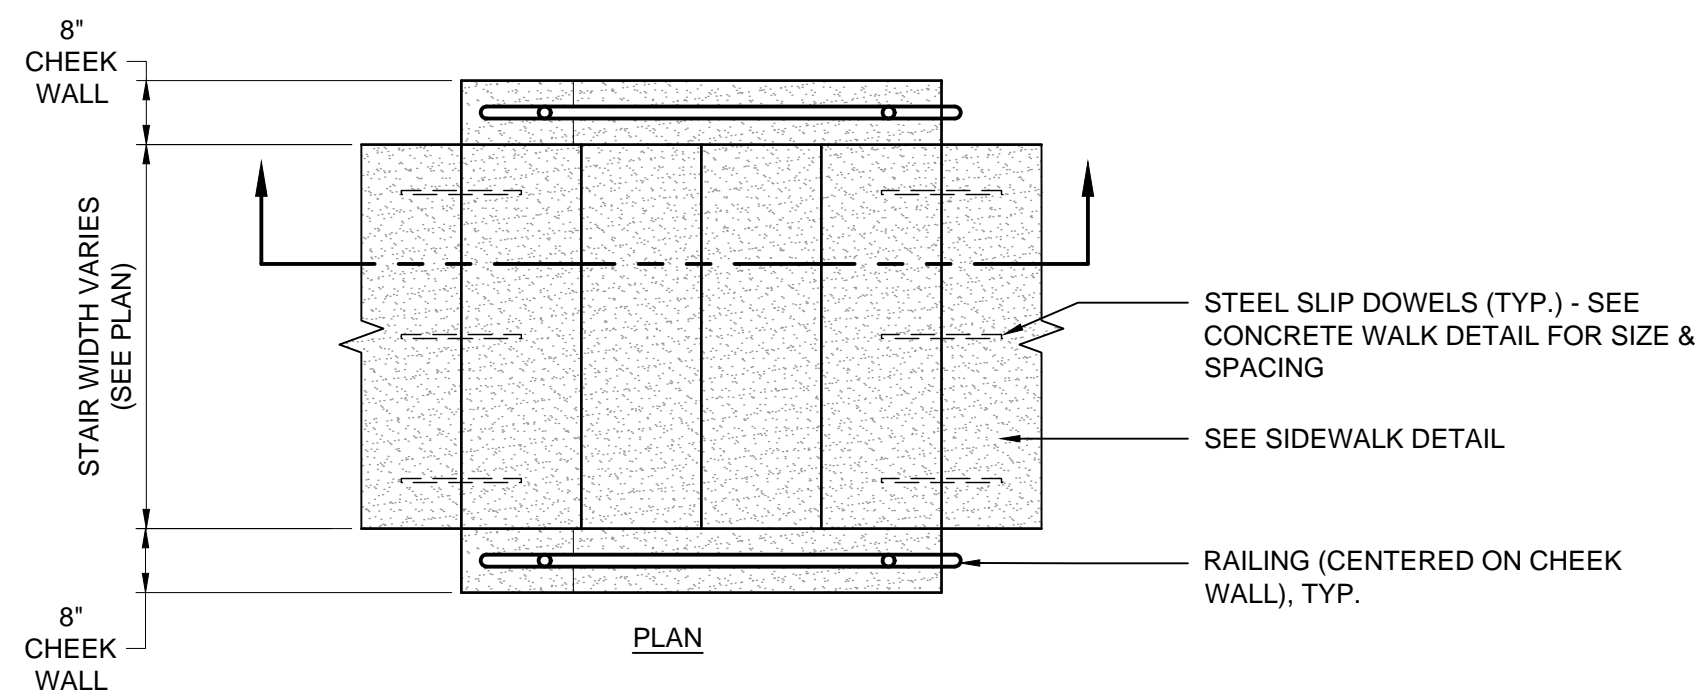 8"
CHEEK
WALL
STAIR WIDTH VARIES
(SEE PLAN)
STEEL SLIP DOWELS (TYP.) - SEE
CONCRETE WALK DETAIL FOR SIZE &
SPACING
SEE SIDEWALK DETAIL
RAILING (CENTERED ON CHEEK
WALL), TYP.
8"
CHEEK
WALL
PLAN